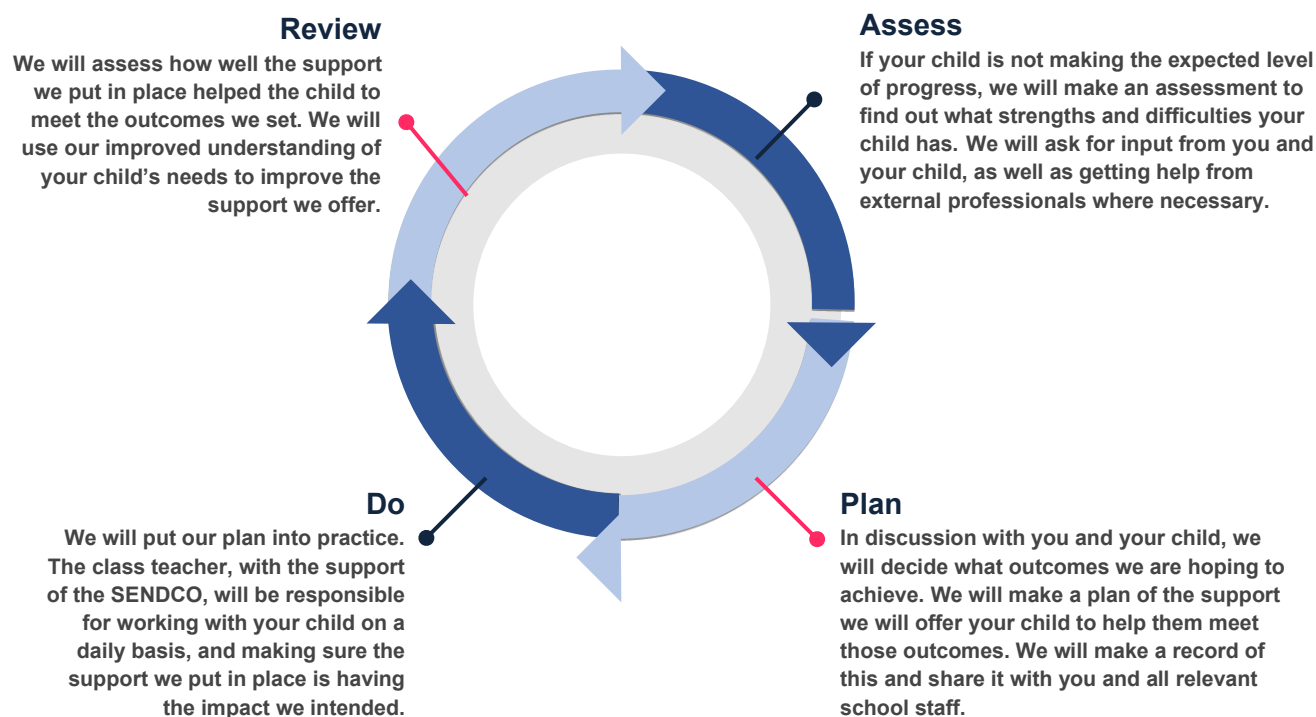 Review
We will assess how well the support
we put in place helped the child to
meet the outcomes we set. We will
use our improved understanding of
your child’s needs to improve the
support we offer.
Assess
If your child is not making the expected level
of progress, we will make an assessment to
find out what strengths and difficulties your
child has. We will ask for input from you and
your child, as well as getting help from
external professionals where necessary.
Do
We will put our plan into practice.
The class teacher, with the support
of the SENDCO, will be responsible
for working with your child on a
daily basis, and making sure the
support we put in place is having
the impact we intended.
Plan
In discussion with you and your child, we
will decide what outcomes we are hoping to
achieve. We will make a plan of the support
we will offer your child to help them meet
those outcomes. We will make a record of
this and share it with you and all relevant
school staff.